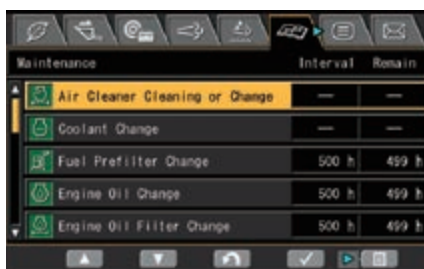 Maintenance Interval Remain
Air Cleaner Cleaning or Change — —
Coolant Change — —
Fuel Prefilter Change 500 h 499 h
Engine Oil Change 500 h 499 h
Engine Oil Filter Change 500 h 499 h